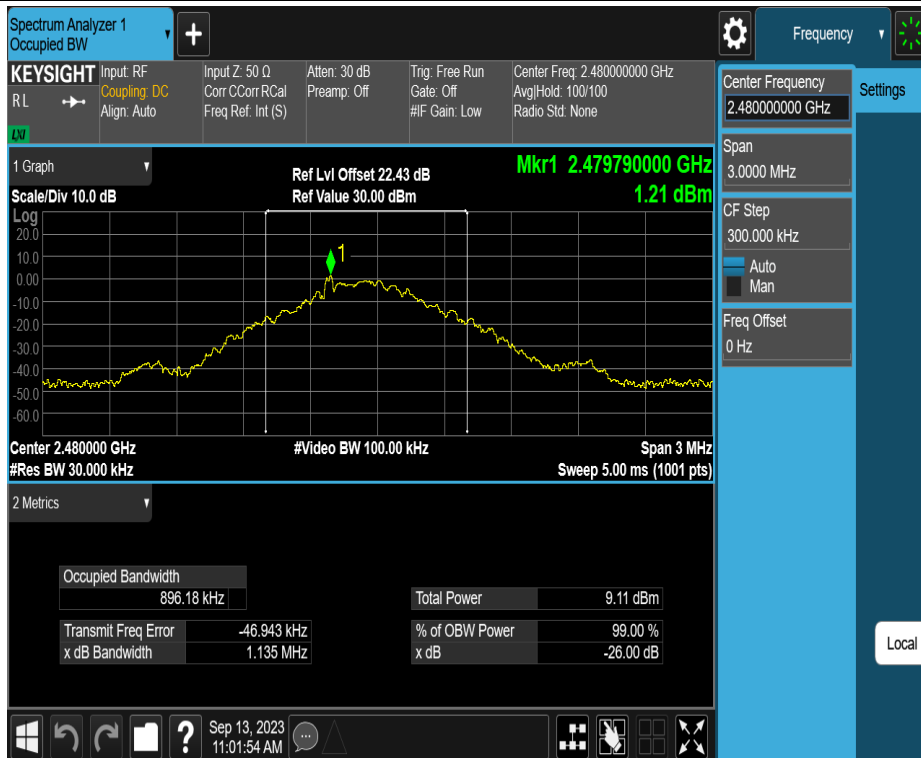 Spectrum Analyzer 1
Occupied BW
Frequency
KEYSIGHT
R L
LXI
Input: RF
Coupling: DC
Align: Auto
Input Z: 50 Ω
Corr CCorr RCal
Freq Ref: Int (S)
Atten: 30 dB
Preamp: Off
Trig: Free Run
Gate: Off
#IF Gain: Low
Center Freq: 2.480000000 GHz
Avg|Hold: 100/100
Radio Std: None
Center Frequency
2.480000000 GHz
Settings
Span
3.0000 MHz
CF Step
300.000 kHz
Auto
Man
Freq Offset
0 Hz
Local
1 Graph
Scale/Div 10.0 dB
Ref Lvl Offset 22.43 dB
Ref Value 30.00 dBm
Mkr1 2.479790000 GHz
1.21 dBm
Log
20.0
10.0
0.00
-10.0
-20.0
-30.0
-40.0
-50.0
-60.0
1
Center 2.480000 GHz
#Video BW 100.00 kHz
Span 3 MHz
#Res BW 30.000 kHz
Sweep 5.00 ms (1001 pts)
2 Metrics
Occupied Bandwidth
896.18 kHz
Total Power 9.11 dBm
Transmit Freq Error -46.943 kHz
% of OBW Power 99.00 %
x dB Bandwidth 1.135 MHz
x dB -26.00 dB
?
Sep 13, 2023
11:01:54 AM